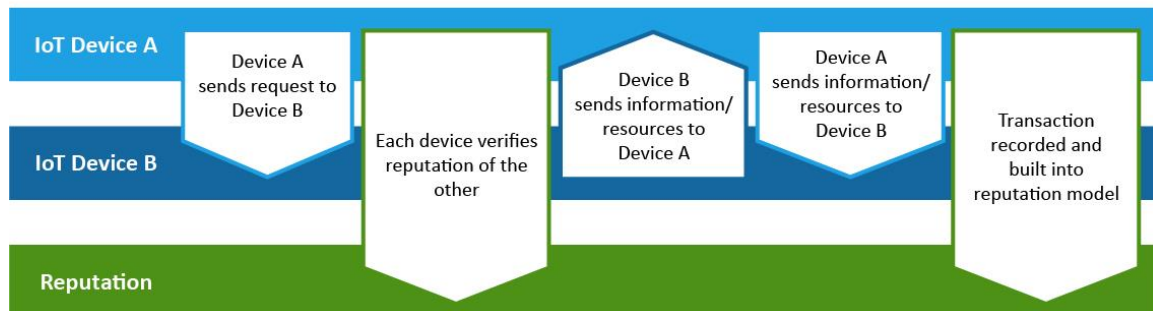 IoT Device A
IoT Device B
Reputation
Device A
sends request to
Device B
Each device verifies
reputation of the
other
Device B
sends information/
resources to
Device A
Device A
sends information/
resources to
Device B
Transaction
recorded and
built into
reputation model